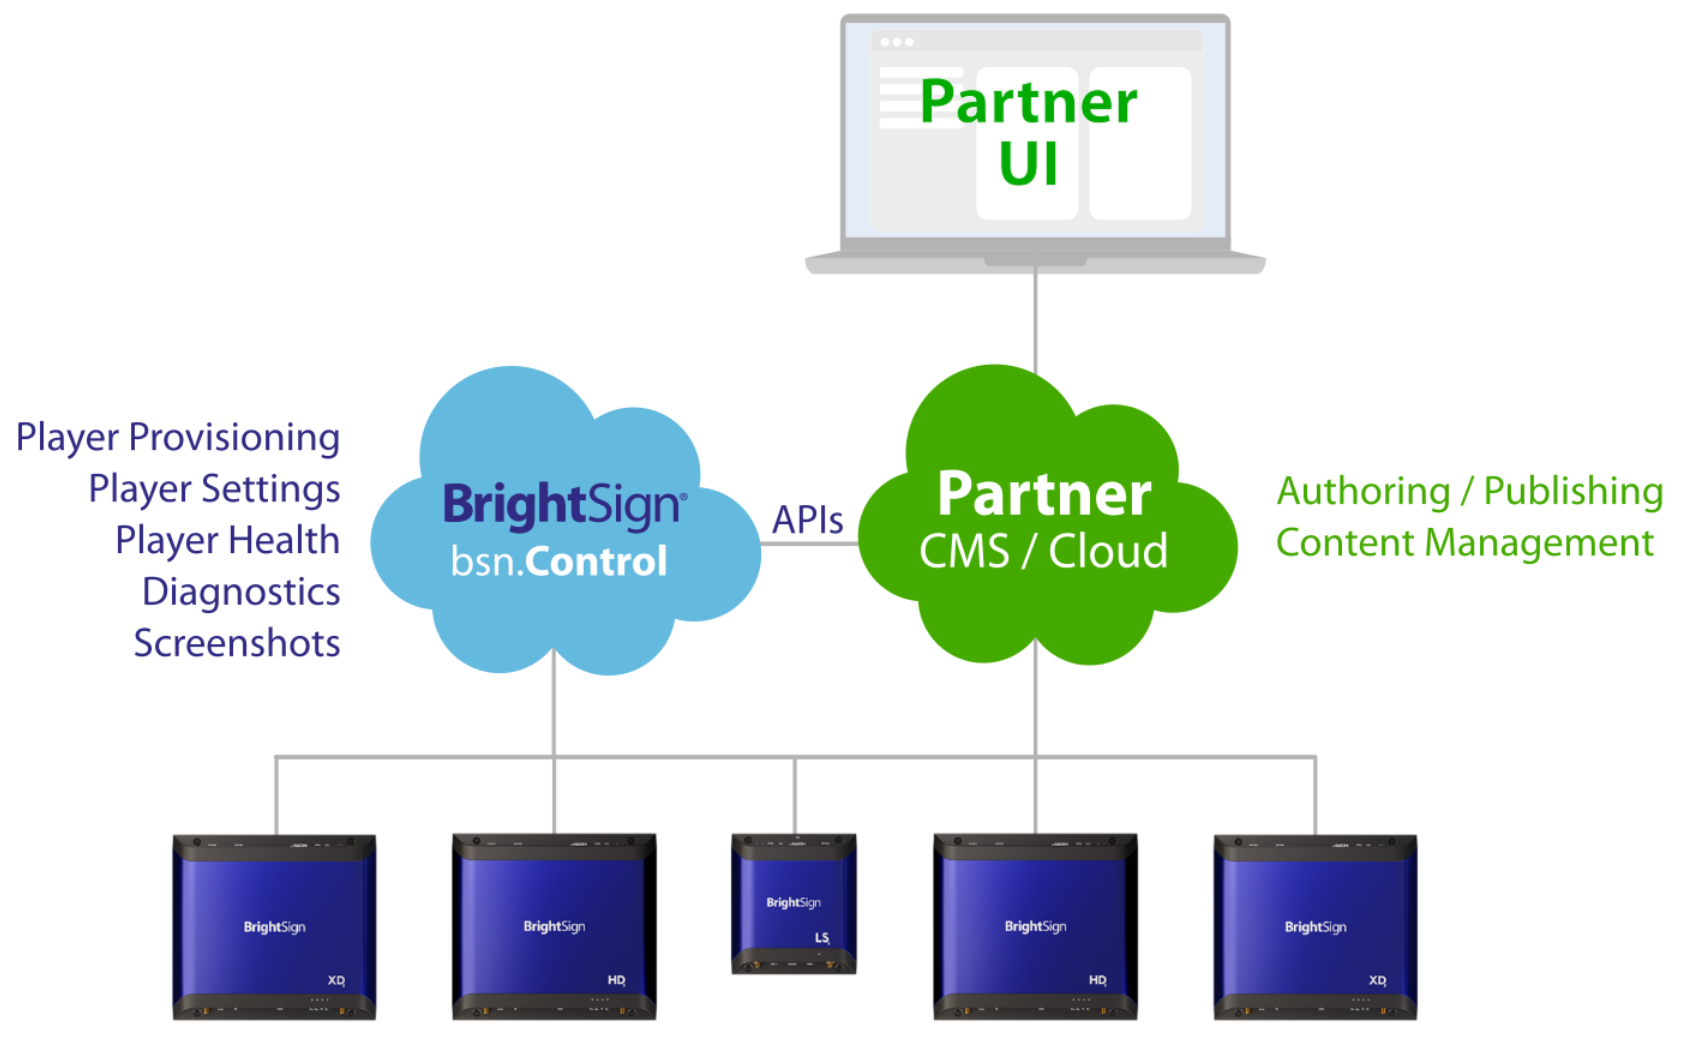 Partner
UI
Player Provisioning
Player Settings
Player Health
Diagnostics
Screenshots
BrightSign®
bsn.Control
APIs
Partner
CMS / Cloud
Authoring / Publishing
Content Management
BrightSign
XD
BrightSign
HD
BrightSign
LS
BrightSign
HD
BrightSign
XD